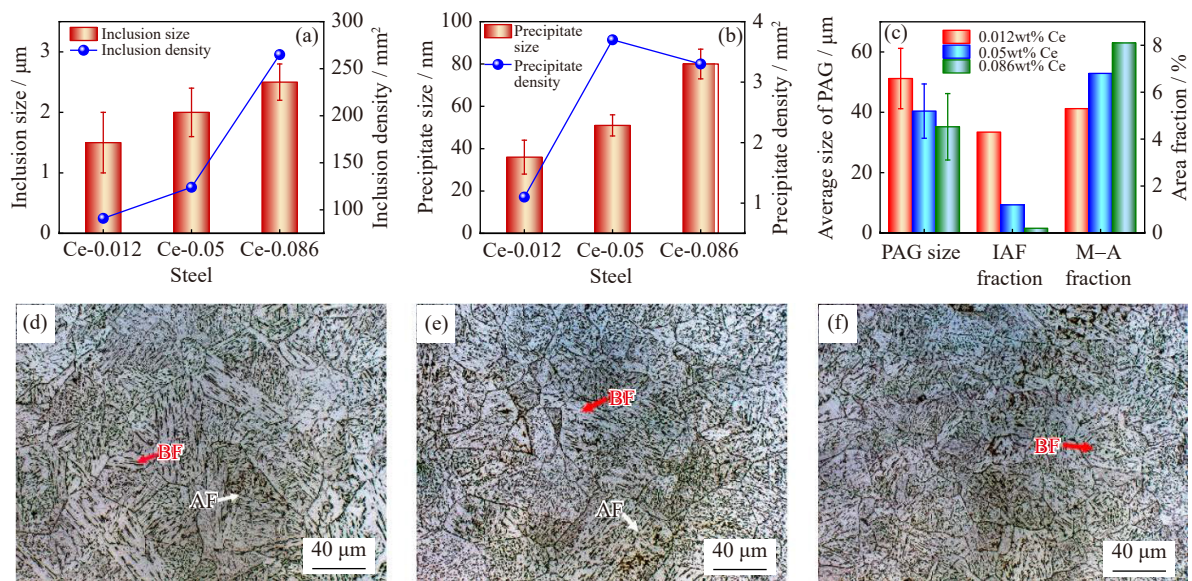 (a)
Inclusion size
Inclusion density
Inclusion size / μm
0
1
2
3
Inclusion density / mm²
100
150
200
250
300
Ce-0.012 Ce-0.05 Ce-0.086
Steel
(b)
Precipitate size
Precipitate density
Precipitate size / nm
0
20
40
60
80
100
Precipitate density / mm²
1
2
3
4
Ce-0.012 Ce-0.05 Ce-0.086
Steel
(c)
0.012wt% Ce
0.05wt% Ce
0.086wt% Ce
Average size of PAG / μm
0
20
40
60
Area fraction / %
0
2
4
6
8
PAG size IAF fraction M–A fraction
(d)
BF
AF
40 μm
(e)
BF
AF
40 μm
(f)
BF
40 μm